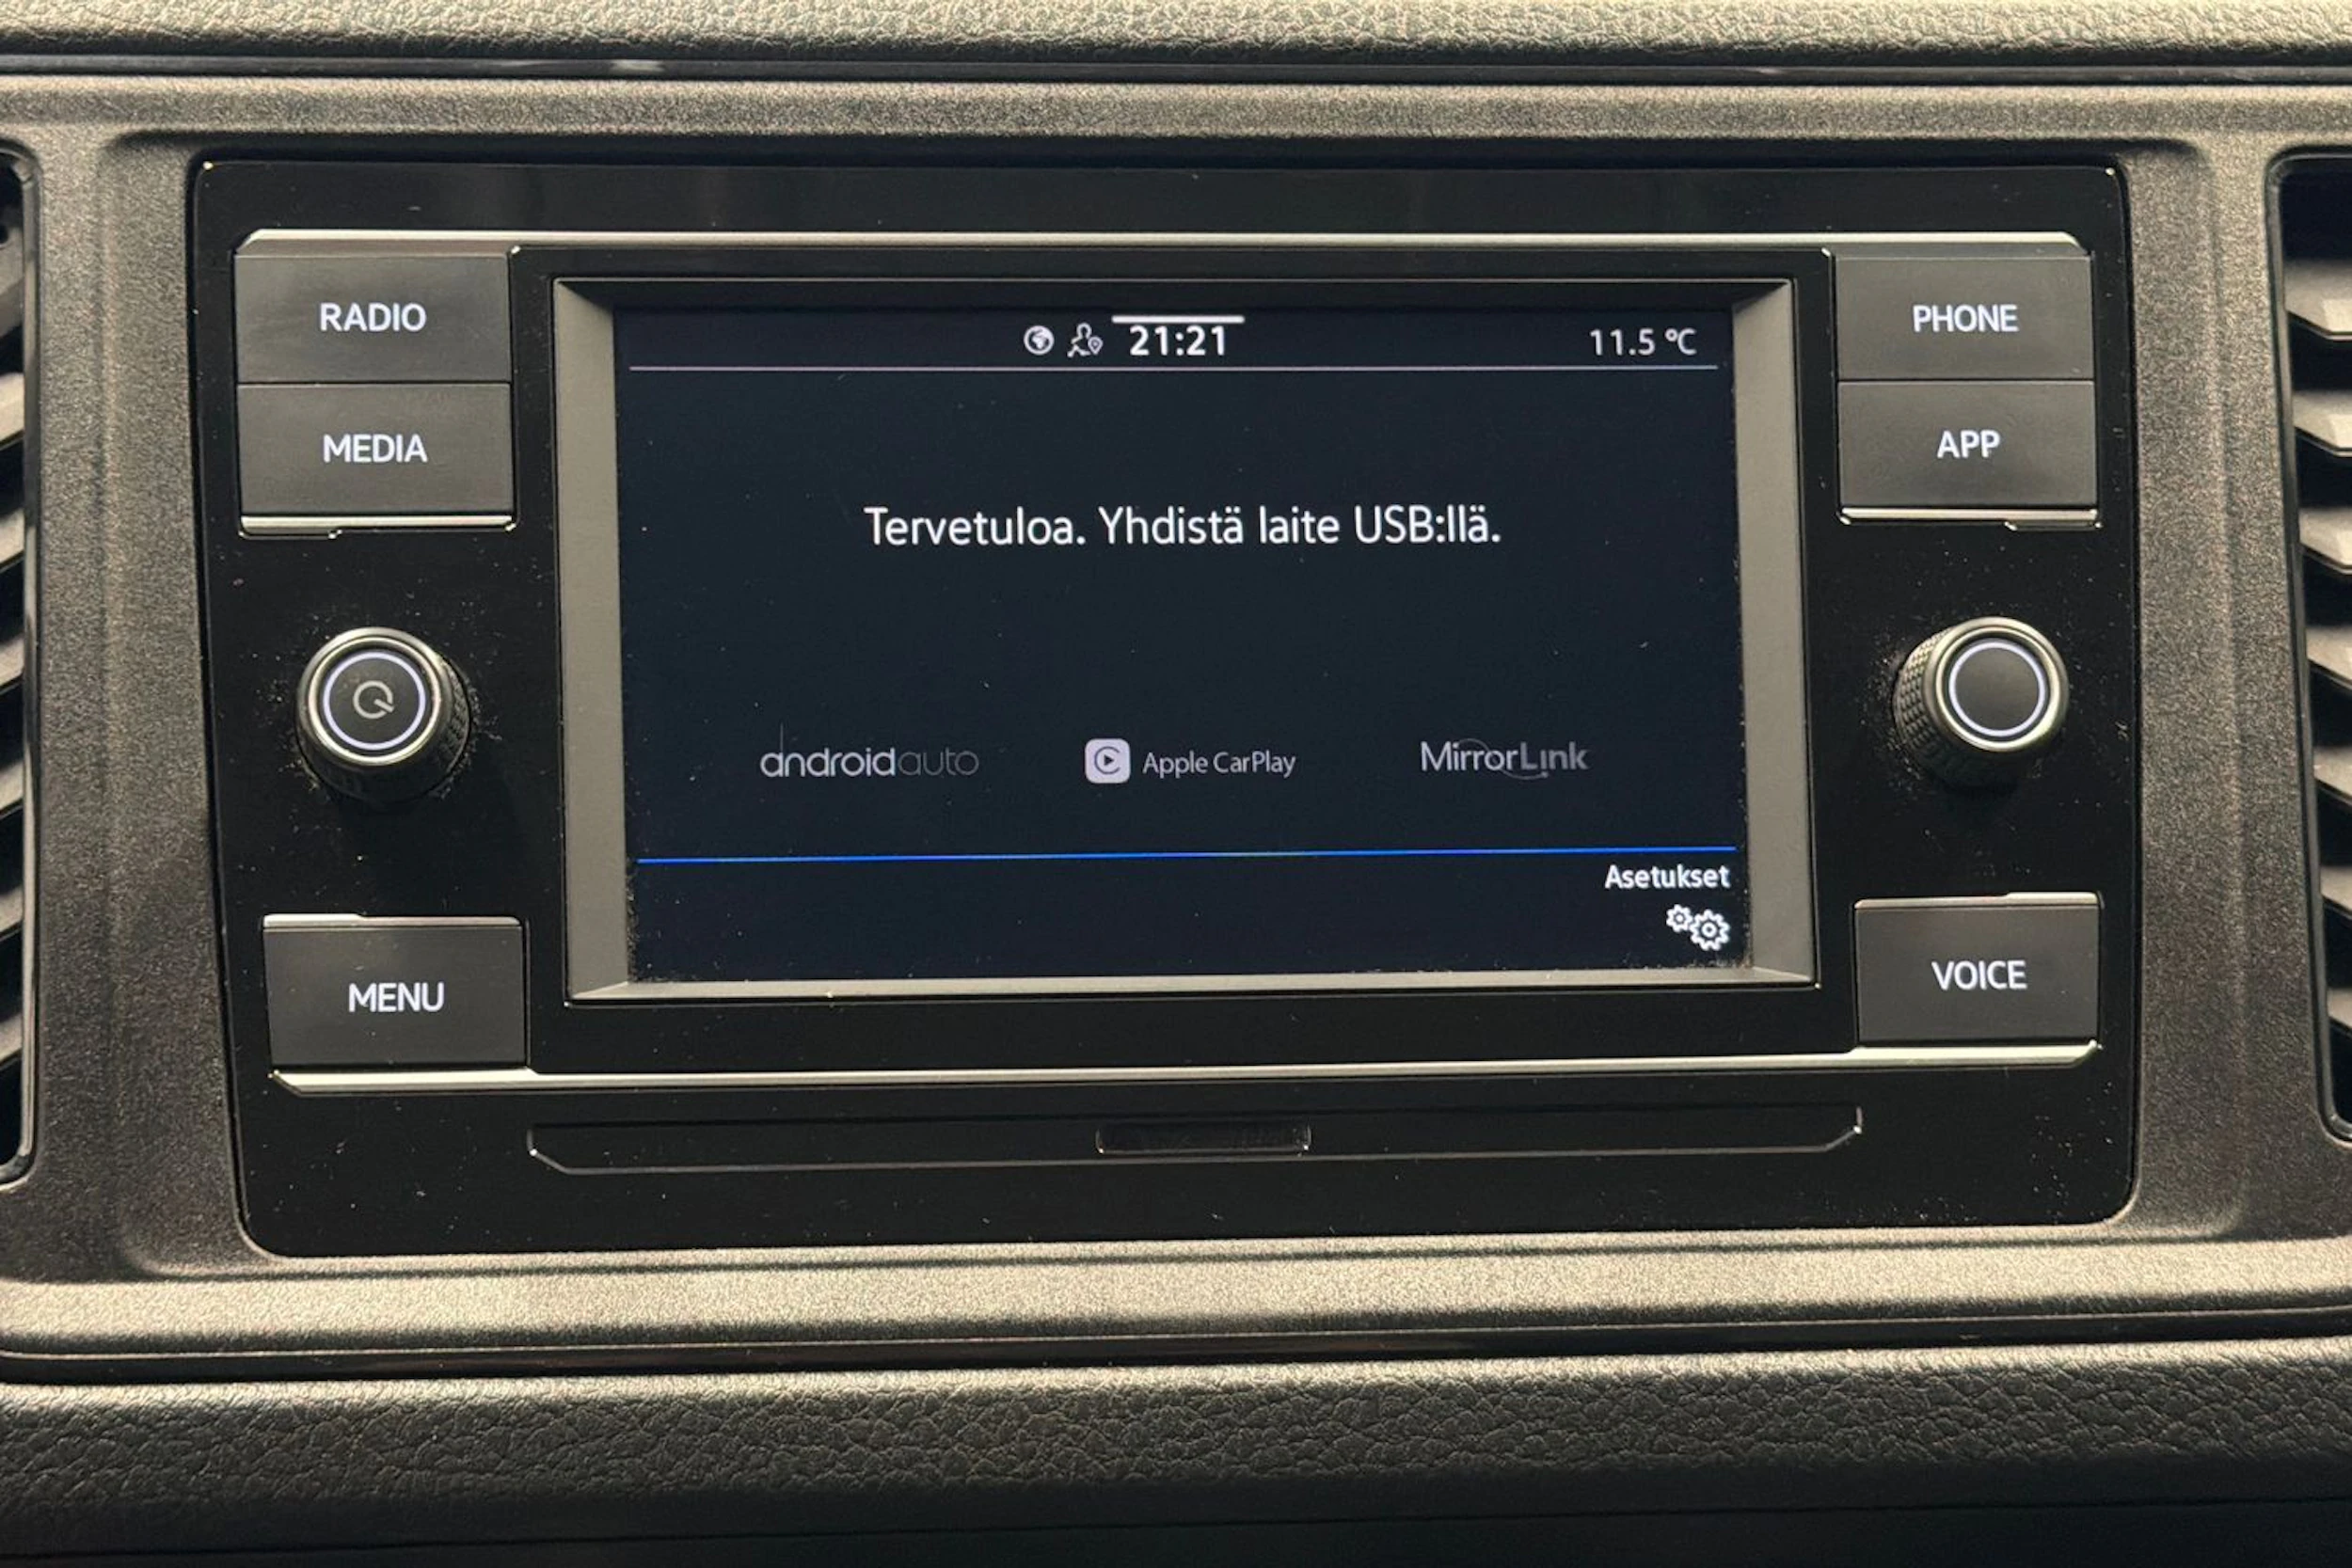 RADIO
MEDIA
MENU
21:21
11.5 °C
Tervetuloa. Yhdistä laite USB:llä.
androidauto
Apple CarPlay
MirrorLink
Asetukset
PHONE
APP
VOICE